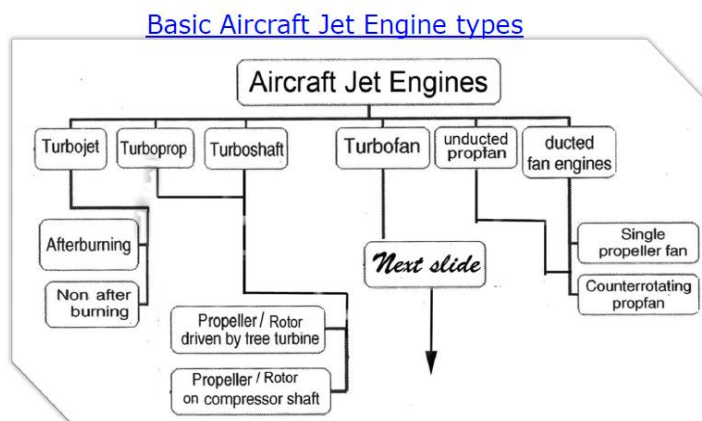 Basic Aircraft Jet Engine types
Aircraft Jet Engines
Turbojet
Turboprop
Turboshaft
Turbofan
unducted
propfan
ducted
fan engines
Afterburning
Non after
burning
Next slide
Single
propeller fan
Counterrotating
propfan
Propeller / Rotor
driven by free turbine
Propeller / Rotor
on compressor shaft